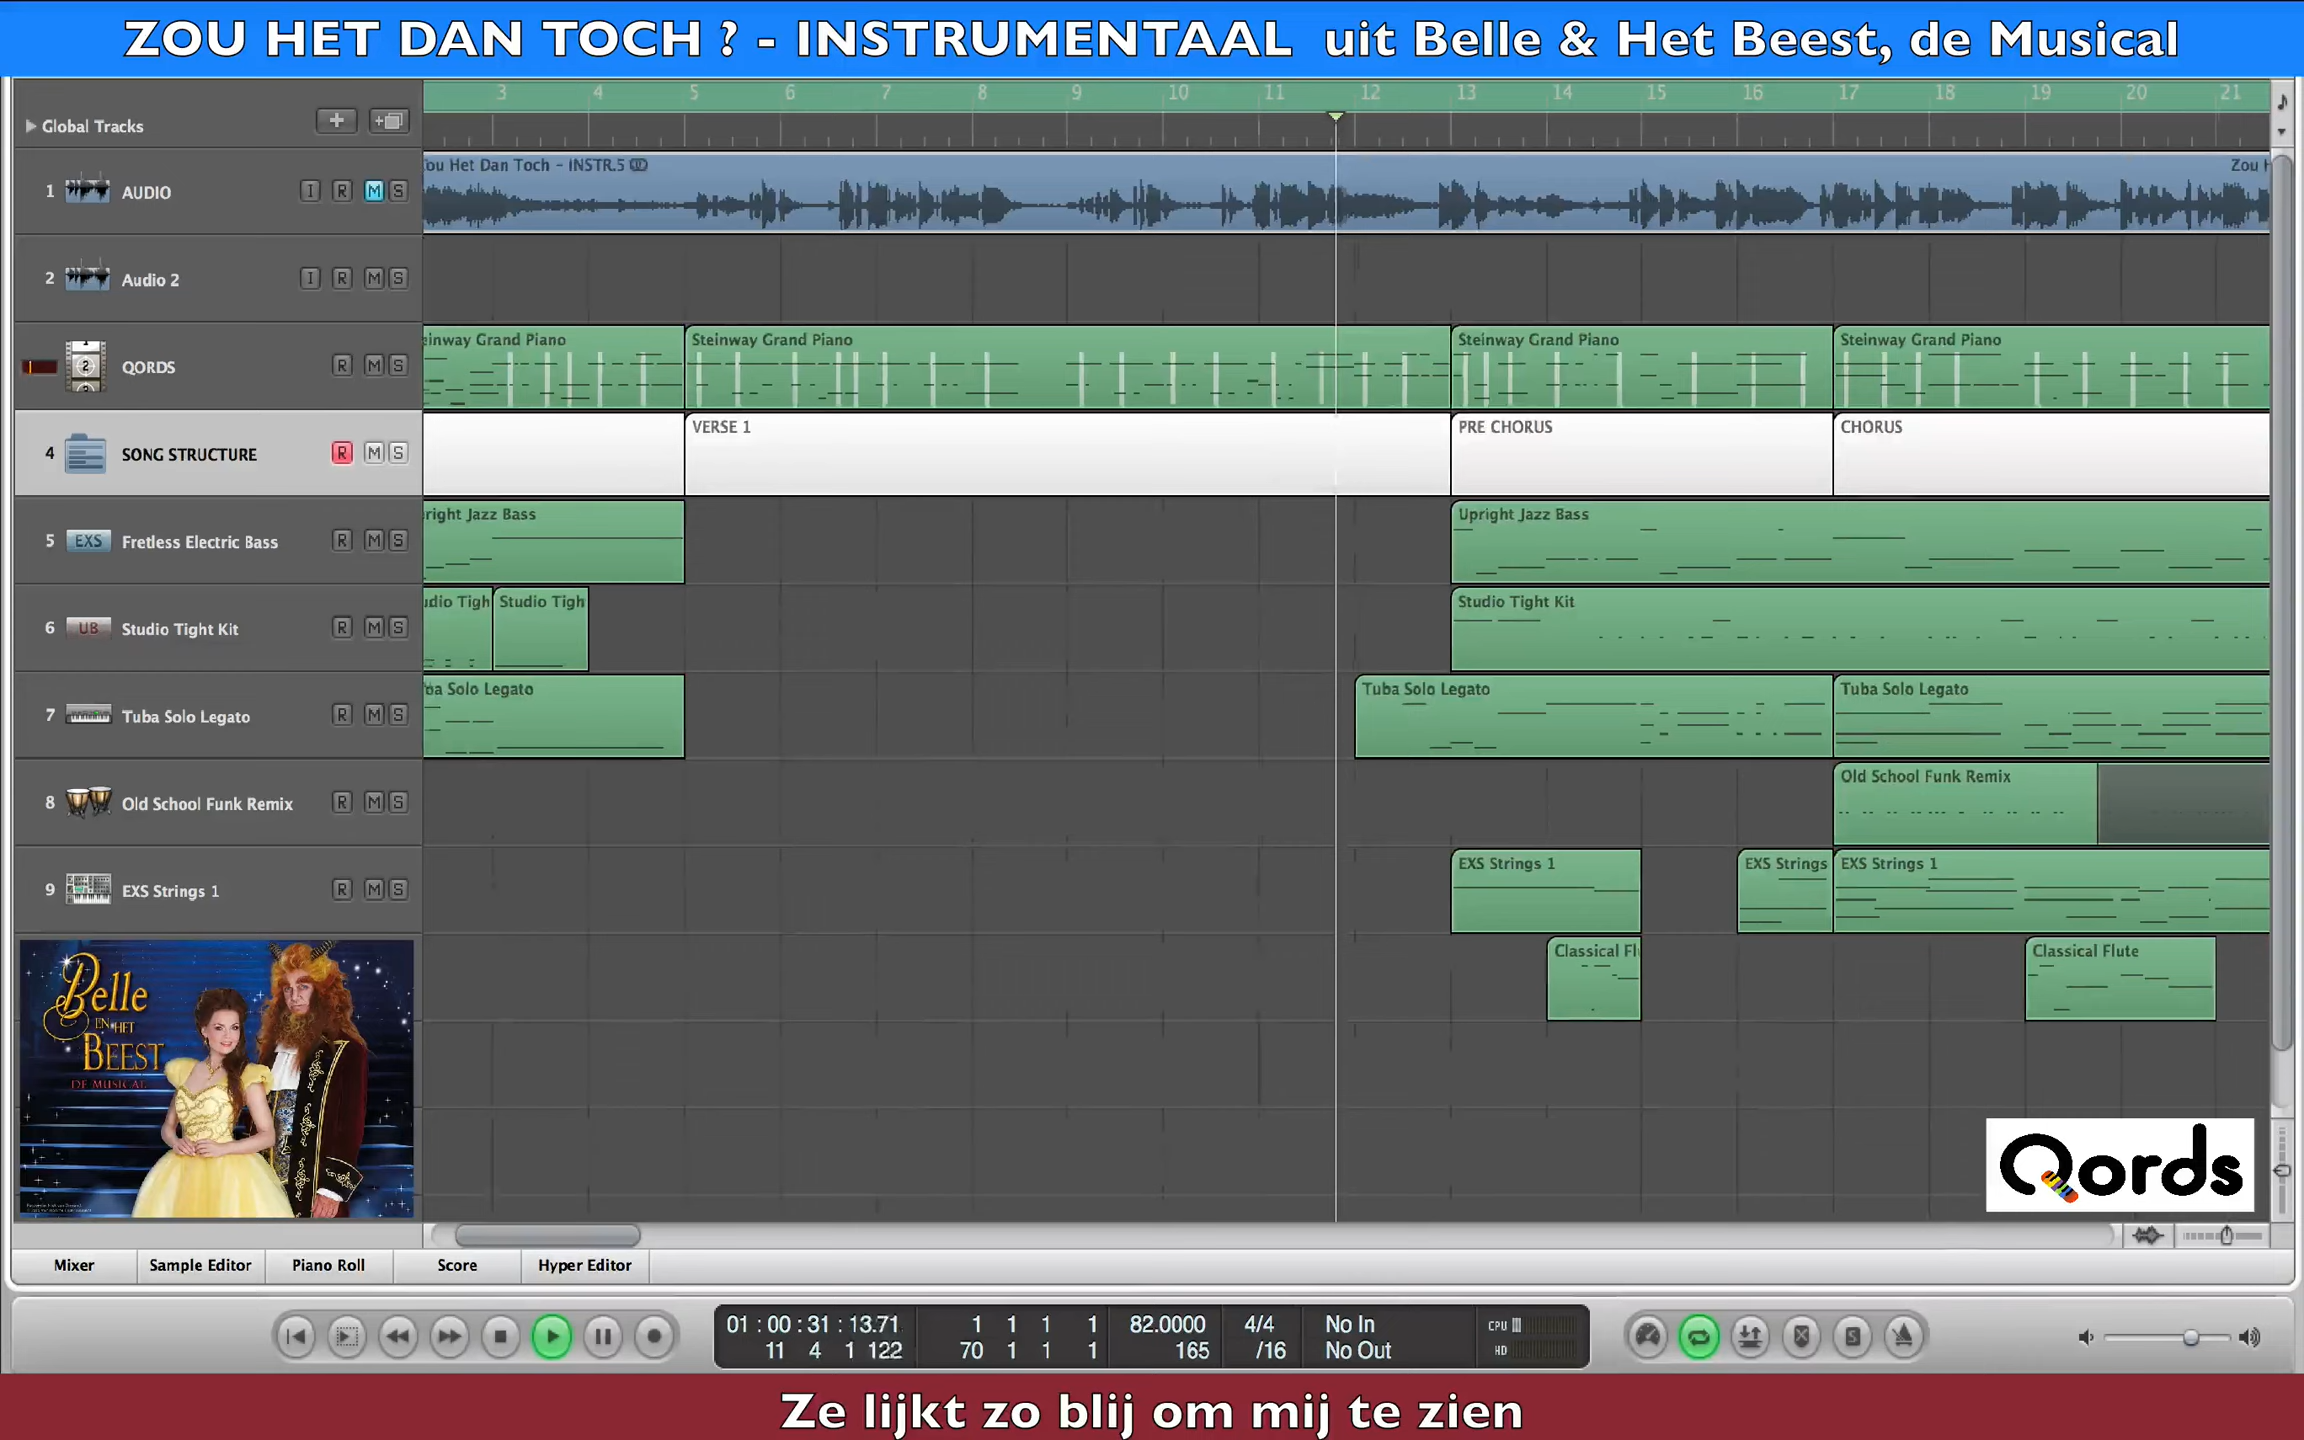 ZOU HET DAN TOCH ? - INSTRUMENTAAL uit Belle & Het Beest, de Musical
3 4 5 6 7 8 9 10 11 12 13 14 15 16 17 18 19 20 21
Global Tracks
ou Het Dan Toch - INSTR.5
Zou H
1 AUDIO I R M S
2 Audio 2 I R M S
einway Grand Piano Steinway Grand Piano Steinway Grand Piano Steinway Grand Piano
QORDS R M S
VERSE 1 PRE CHORUS CHORUS
4 SONG STRUCTURE R M S
right Jazz Bass Upright Jazz Bass
5 EXS Fretless Electric Bass R M S
udio Tigh Studio Tigh Studio Tight Kit
6 UB Studio Tight Kit R M S
ba Solo Legato Tuba Solo Legato Tuba Solo Legato
7 Tuba Solo Legato R M S
Old School Funk Remix
8 Old School Funk Remix R M S
EXS Strings 1 EXS Strings EXS Strings 1
9 EXS Strings 1 R M S
Classical Fl Classical Flute
Belle
EN HET
BEEST
DE MUSICAL
Qords
Mixer Sample Editor Piano Roll Score Hyper Editor
01 : 00 : 31 : 13.71 1 1 1 1 82.0000 4/4 No In CPU
11 4 1 122 70 1 1 1 165 /16 No Out HD
Ze lijkt zo blij om mij te zien